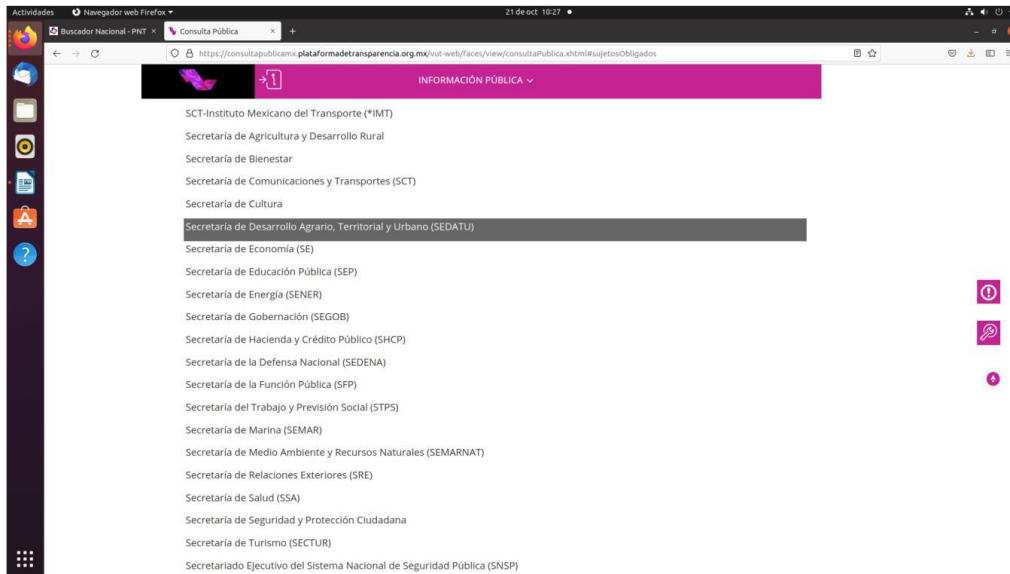 Actividades
Navegador web Firefox
21 de oct 10:27
Buscador Nacional - PNT
Consulta Pública
https://consultapublicamx.plataformadetransparencia.org.mx/vut-web/faces/view/consultaPublica.xhtml#sujetosObligados
INFORMACIÓN PÚBLICA
SCT-Instituto Mexicano del Transporte (*IMT)
Secretaría de Agricultura y Desarrollo Rural
Secretaría de Bienestar
Secretaría de Comunicaciones y Transportes (SCT)
Secretaría de Cultura
Secretaría de Desarrollo Agrario, Territorial y Urbano (SEDATU)
Secretaría de Economía (SE)
Secretaría de Educación Pública (SEP)
Secretaría de Energía (SENER)
Secretaría de Gobernación (SEGOB)
Secretaría de Hacienda y Crédito Público (SHCP)
Secretaría de la Defensa Nacional (SEDENA)
Secretaría de la Función Pública (SFP)
Secretaría del Trabajo y Previsión Social (STPS)
Secretaría de Marina (SEMAR)
Secretaría de Medio Ambiente y Recursos Naturales (SEMARNAT)
Secretaría de Relaciones Exteriores (SRE)
Secretaría de Salud (SSA)
Secretaría de Seguridad y Protección Ciudadana
Secretaría de Turismo (SECTUR)
Secretariado Ejecutivo del Sistema Nacional de Seguridad Pública (SNSP)